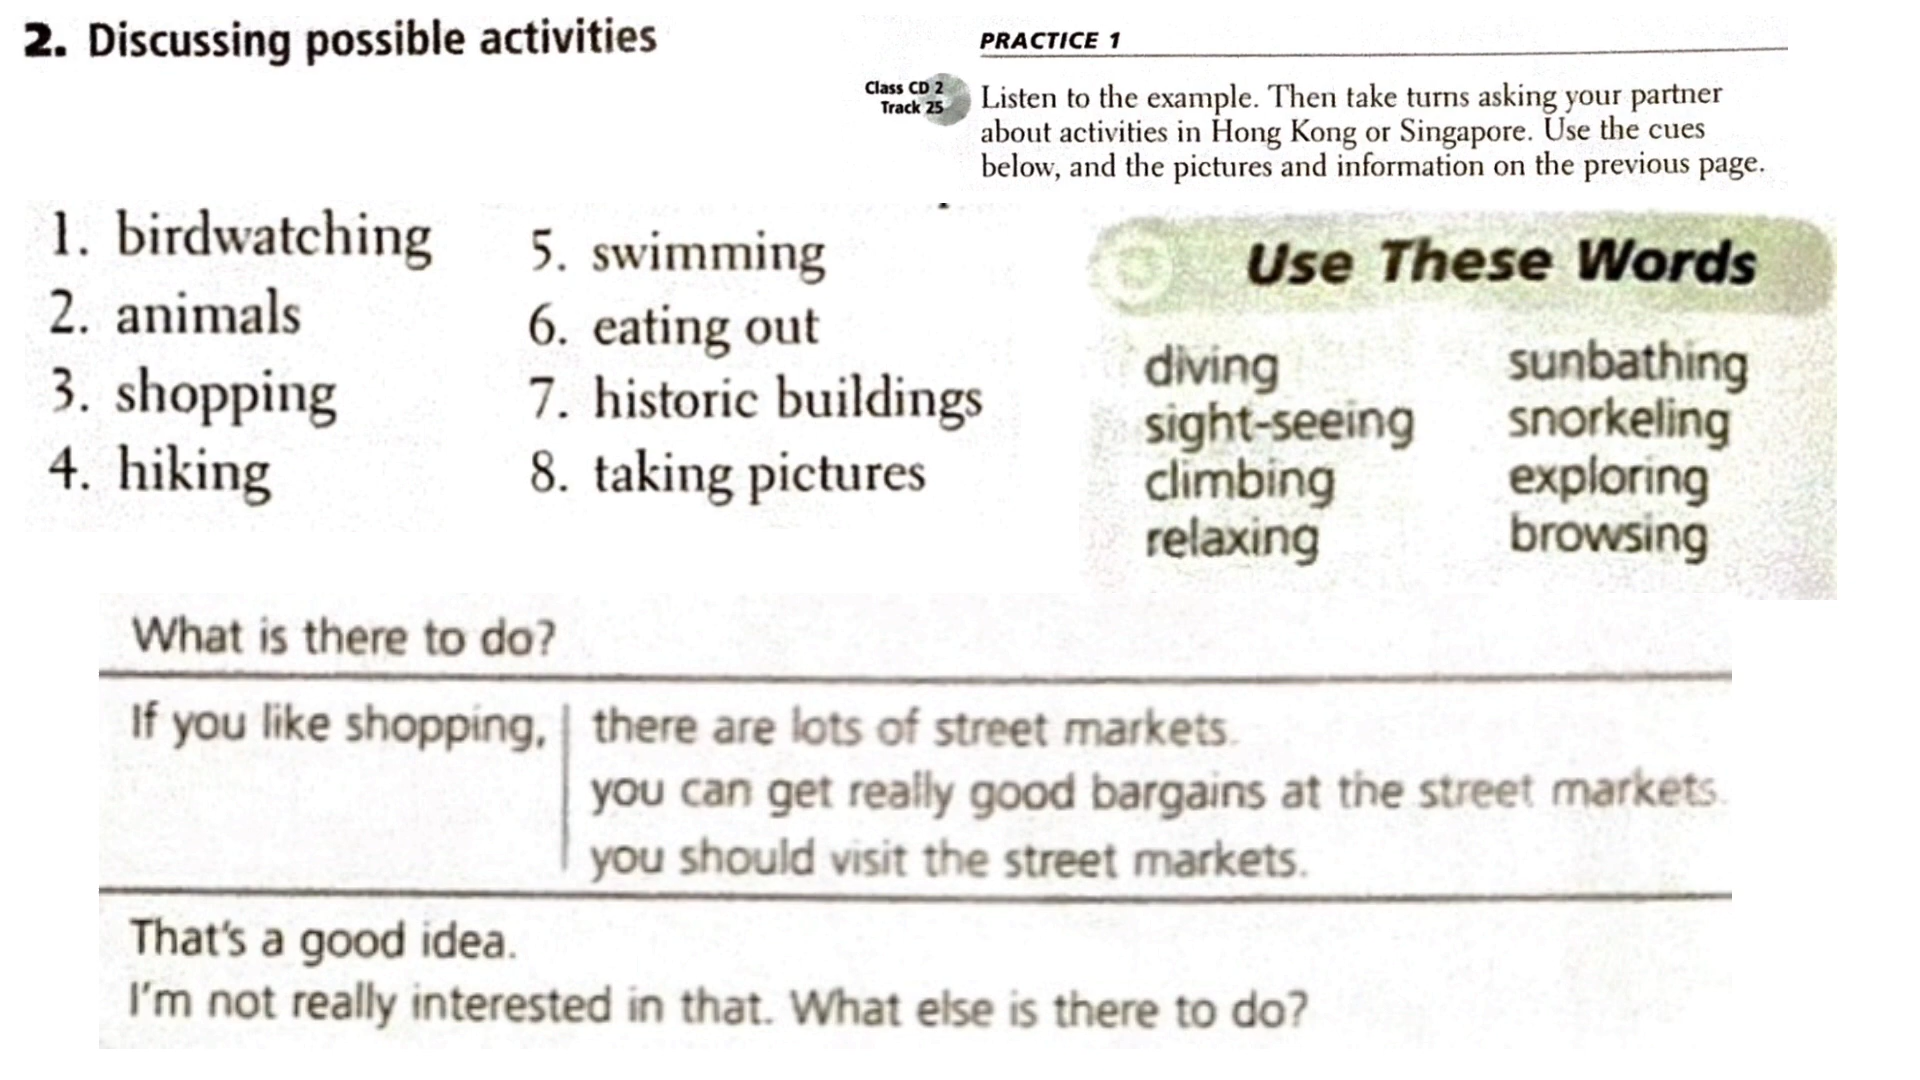 2. Discussing possible activities
PRACTICE 1
Class CD 2
Track 25
Listen to the example. Then take turns asking your partner
about activities in Hong Kong or Singapore. Use the cues
below, and the pictures and information on the previous page.
1. birdwatching
2. animals
3. shopping
4. hiking
5. swimming
6. eating out
7. historic buildings
8. taking pictures
Use These Words
diving
sight-seeing
climbing
relaxing
sunbathing
snorkeling
exploring
browsing
What is there to do?
If you like shopping,
there are lots of street markets.
you can get really good bargains at the street markets.
you should visit the street markets.
That's a good idea.
I'm not really interested in that. What else is there to do?